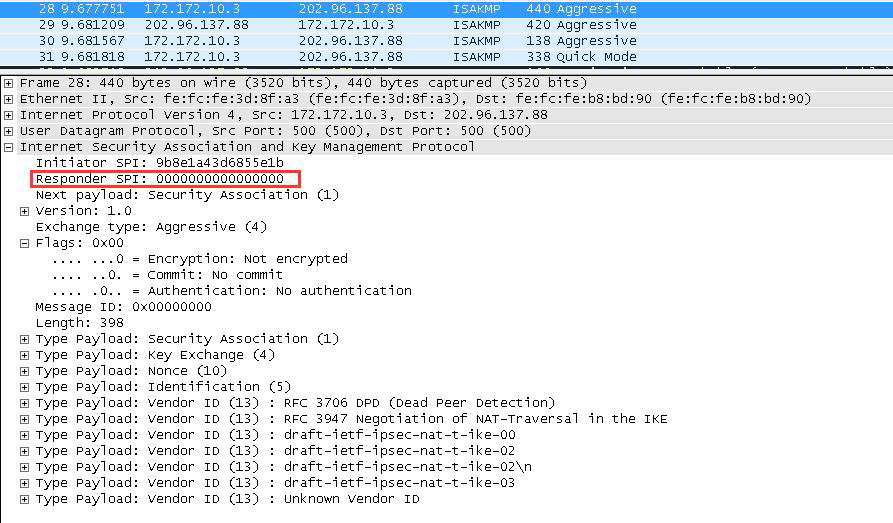 28 9.677751 172.172.10.3 202.96.137.88 ISAKMP 440 Aggressive
29 9.681209 202.96.137.88 172.172.10.3 ISAKMP 420 Aggressive
30 9.681567 172.172.10.3 202.96.137.88 ISAKMP 138 Aggressive
31 9.681818 172.172.10.3 202.96.137.88 ISAKMP 338 Quick Mode
Frame 28: 440 bytes on wire (3520 bits), 440 bytes captured (3520 bits)
Ethernet II, Src: fe:fc:fe:3d:8f:a3 (fe:fc:fe:3d:8f:a3), Dst: fe:fc:fe:b8:bd:90 (fe:fc:fe:b8:bd:90)
Internet Protocol Version 4, Src: 172.172.10.3, Dst: 202.96.137.88
User Datagram Protocol, Src Port: 500 (500), Dst Port: 500 (500)
Internet Security Association and Key Management Protocol
Initiator SPI: 9b8e1a43d6855e1b
Responder SPI: 0000000000000000
Next payload: Security Association (1)
Version: 1.0
Exchange type: Aggressive (4)
Flags: 0x00
.... ...0 = Encryption: Not encrypted
.... ..0. = Commit: No commit
.... .0.. = Authentication: No authentication
Message ID: 0x00000000
Length: 398
Type Payload: Security Association (1)
Type Payload: Key Exchange (4)
Type Payload: Nonce (10)
Type Payload: Identification (5)
Type Payload: Vendor ID (13) : RFC 3706 DPD (Dead Peer Detection)
Type Payload: Vendor ID (13) : RFC 3947 Negotiation of NAT-Traversal in the IKE
Type Payload: Vendor ID (13) : draft-ietf-ipsec-nat-t-ike-00
Type Payload: Vendor ID (13) : draft-ietf-ipsec-nat-t-ike-02
Type Payload: Vendor ID (13) : draft-ietf-ipsec-nat-t-ike-02\n
Type Payload: Vendor ID (13) : draft-ietf-ipsec-nat-t-ike-03
Type Payload: Vendor ID (13) : Unknown Vendor ID